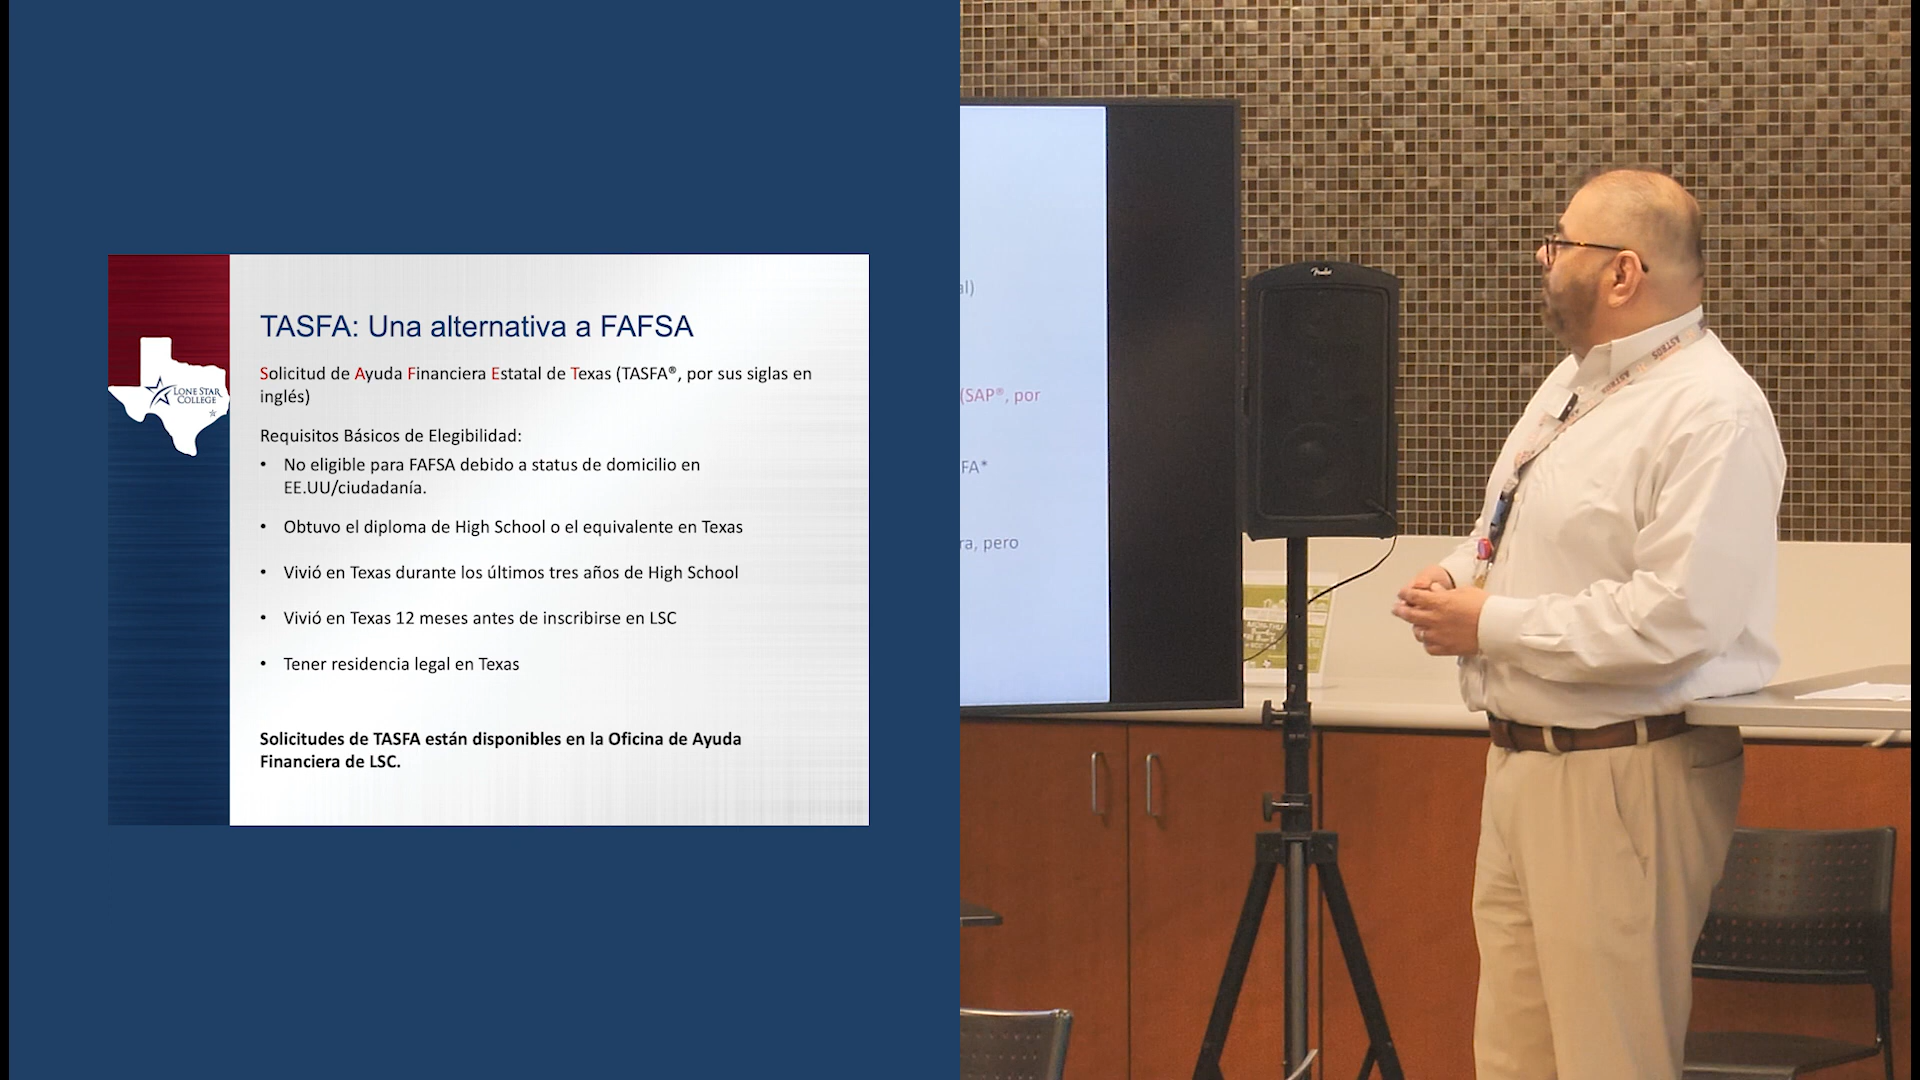 TASFA: Una alternativa a FAFSA
Solicitud de Ayuda Financiera Estatal de Texas (TASFA®, por sus siglas en
inglés)
Requisitos Básicos de Elegibilidad:
• No eligible para FAFSA debido a status de domicilio en
EE.UU/ciudadanía.
• Obtuvo el diploma de High School o el equivalente en Texas
• Vivió en Texas durante los últimos tres años de High School
• Vivió en Texas 12 meses antes de inscribirse en LSC
• Tener residencia legal en Texas
Solicitudes de TASFA están disponibles en la Oficina de Ayuda
Financiera de LSC.
LONE STAR
COLLEGE
al)
(SAP®, por
FA*
ra, pero
Fender
ASTROS